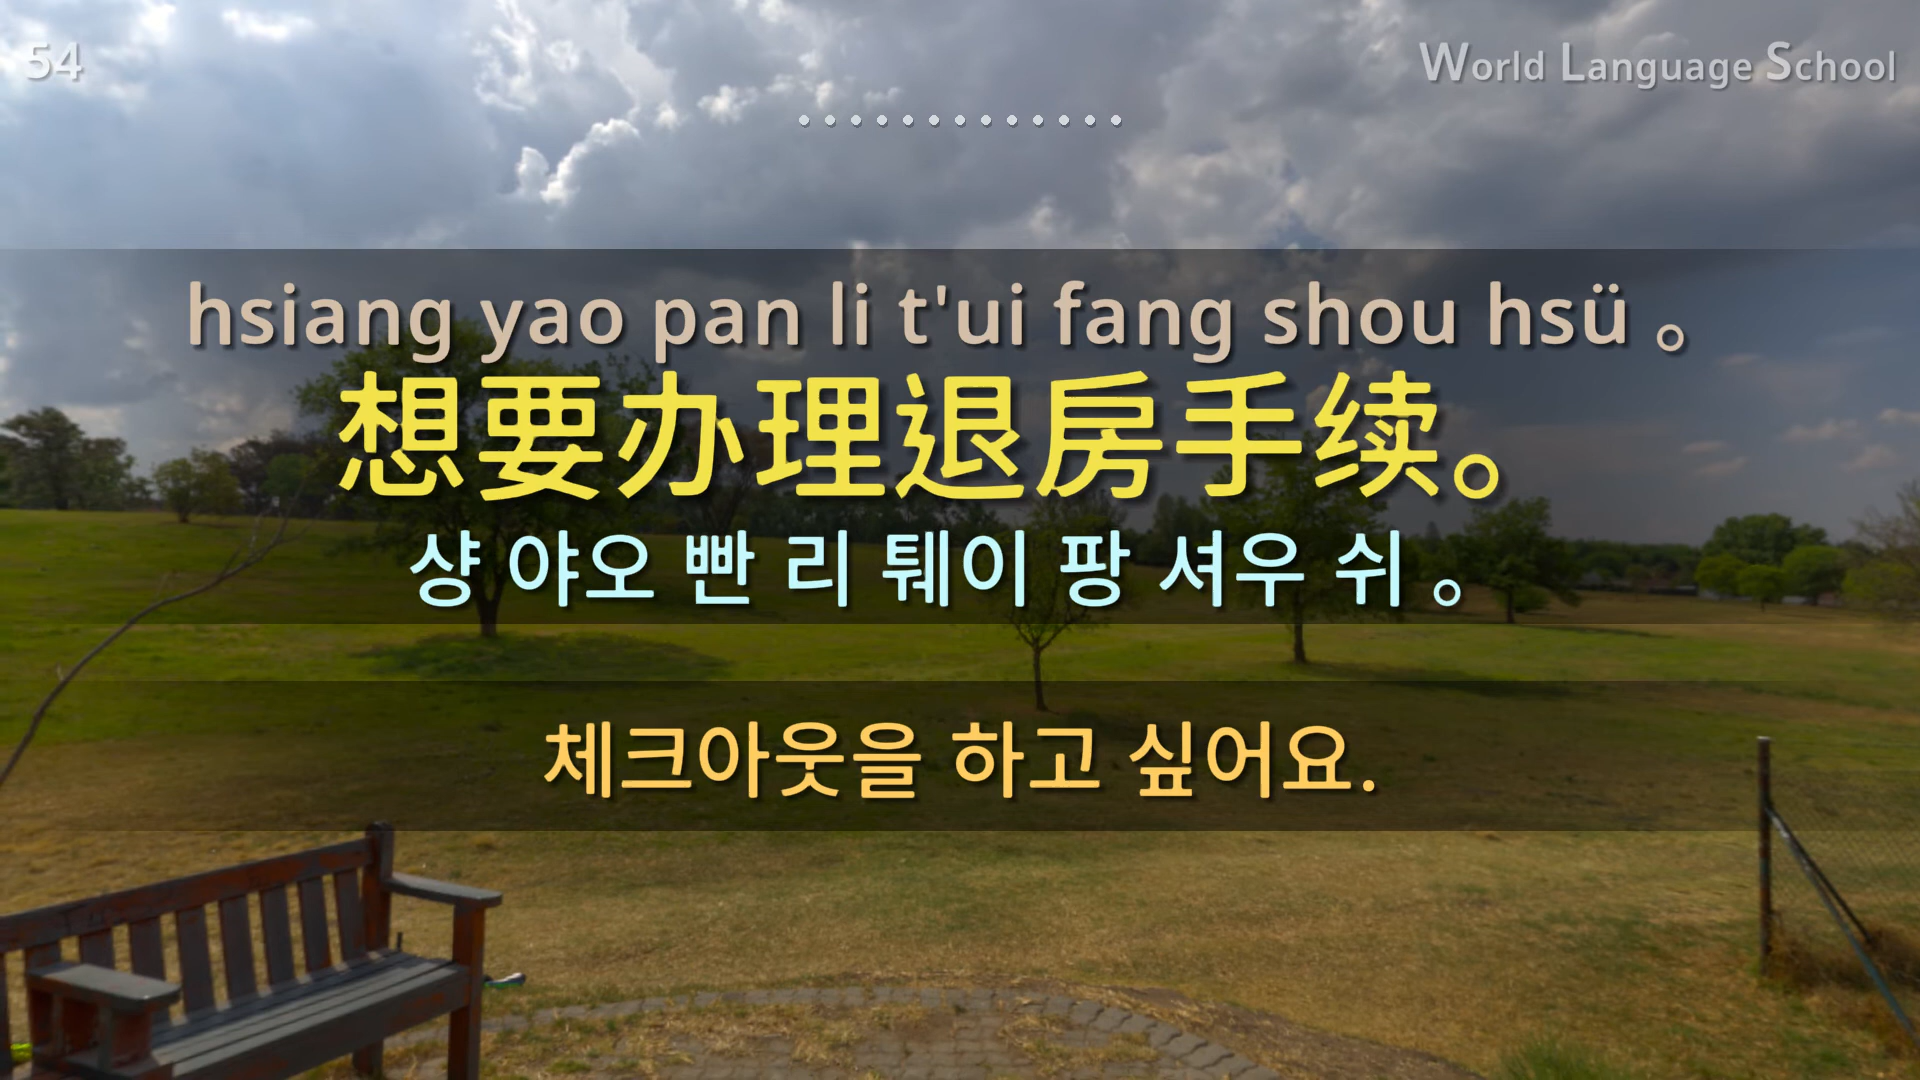 54
World Language School
hsiang yao pan li t'ui fang shou hsü 。
想要办理退房手续。
샹 야오 빤 리 퉤이 팡 셔우 쉬 。
체크아웃을 하고 싶어요.